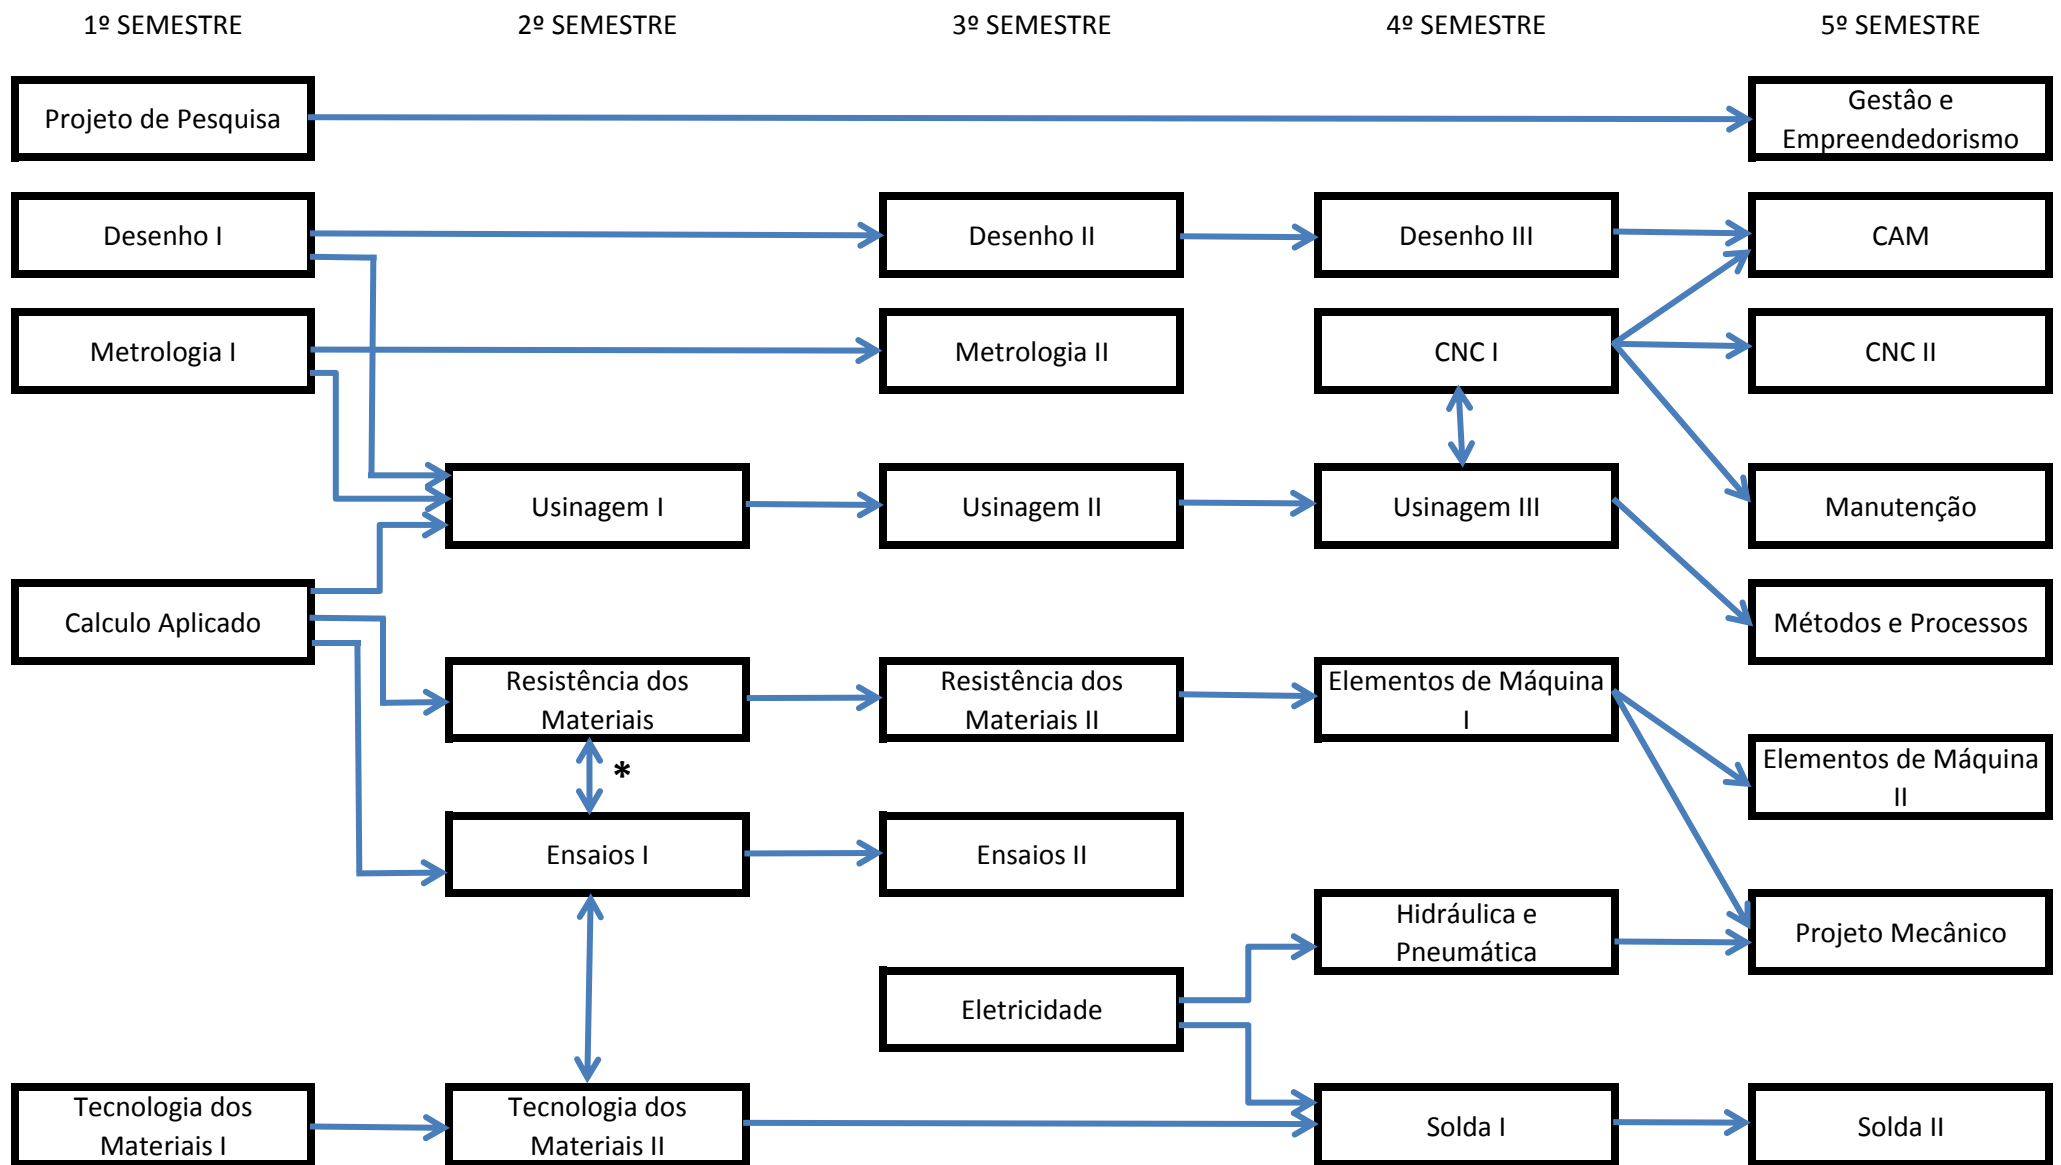 1º SEMESTRE
2º SEMESTRE
3º SEMESTRE
4º SEMESTRE
5º SEMESTRE
Projeto de Pesquisa
Gestâo e
Empreendedorismo
Desenho I
Desenho II
Desenho III
CAM
Metrologia I
Metrologia II
CNC I
CNC II
Usinagem I
Usinagem II
Usinagem III
Manutenção
Calculo Aplicado
Métodos e Processos
Resistência dos
Materiais
Resistência dos
Materiais II
Elementos de Máquina
I
*
Elementos de Máquina
II
Ensaios I
Ensaios II
Hidráulica e
Pneumática
Projeto Mecânico
Eletricidade
Tecnologia dos
Materiais I
Tecnologia dos
Materiais II
Solda I
Solda II